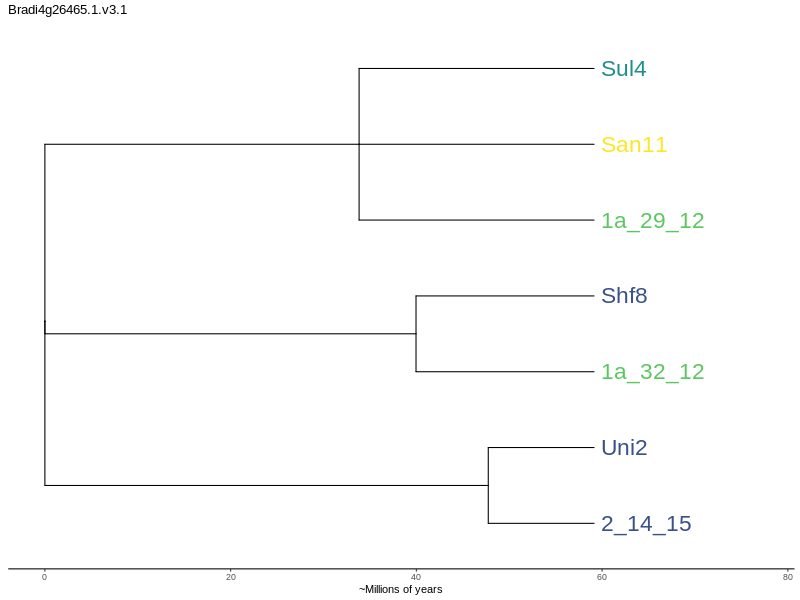 Bradi4g26465.1.v3.1
Sul4
San11
1a_29_12
Shf8
1a_32_12
Uni2
2_14_15
0 20 40 60 80
~Millions of years